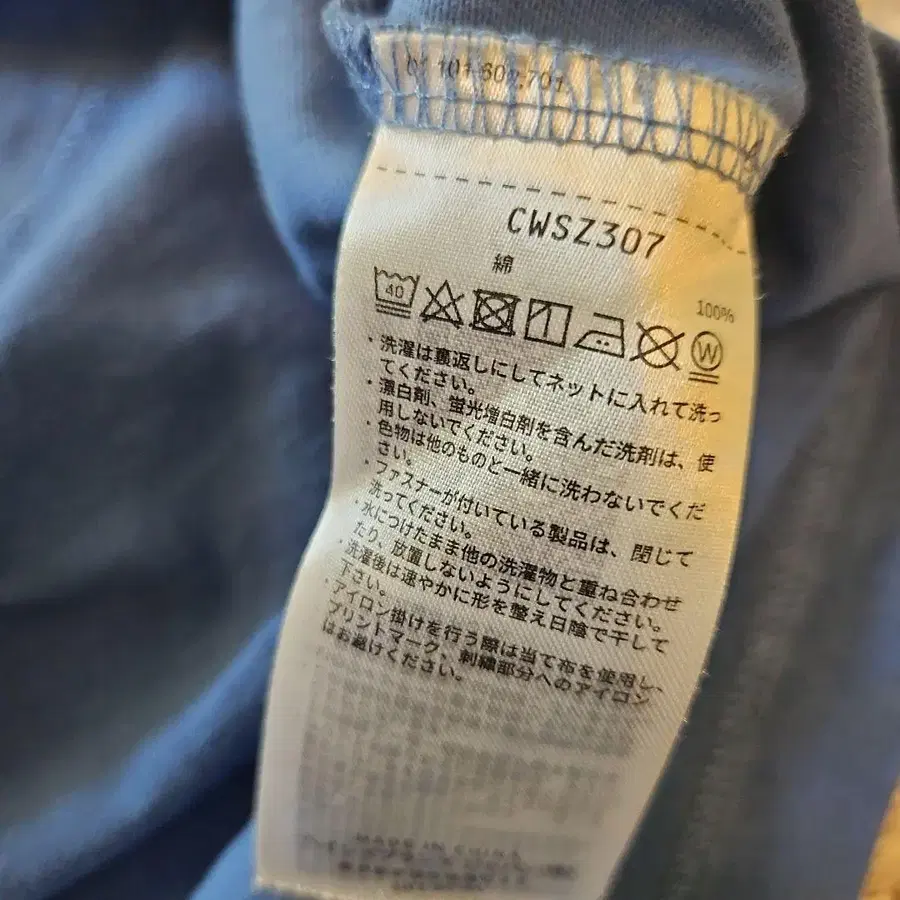 CWSZ307
綿
100%
40
W
・洗濯は裏返しにしてネットに入れて洗っ
てください。
・漂白剤、蛍光増白剤を含んだ洗剤は、使
用しないでください。
・色物は他のものと一緒に洗わないでくだ
さい。
・ファスナーが付いている製品は、閉じて
洗ってください。
・水につけたまま他の洗濯物と重ね合わせ
たり、放置しないようにしてください。
・洗濯後は速やかに形を整え日陰で干して
下さい。
・アイロン掛けを行う際は当て布を使用し、
プリントマーク、刺繍部分へのアイロン
はお避けください。
MADE IN CHINA